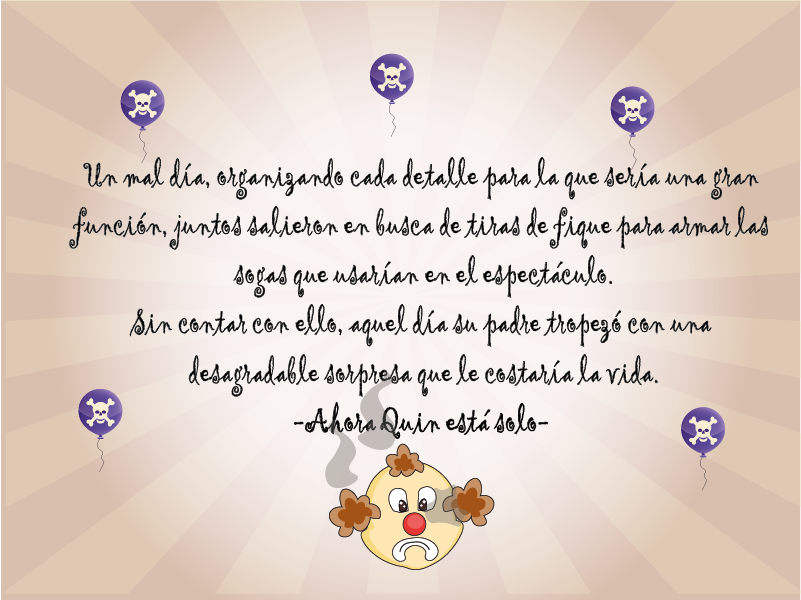 Un mal día, organizando cada detalle para la que sería una gran
función, juntos salieron en busca de tiras de fique para armar las
sogas que usarían en el espectáculo.
Sin contar con ello, aquel día su padre tropezó con una
desagradable sorpresa que le costaría la vida.
-Ahora Quin está solo-